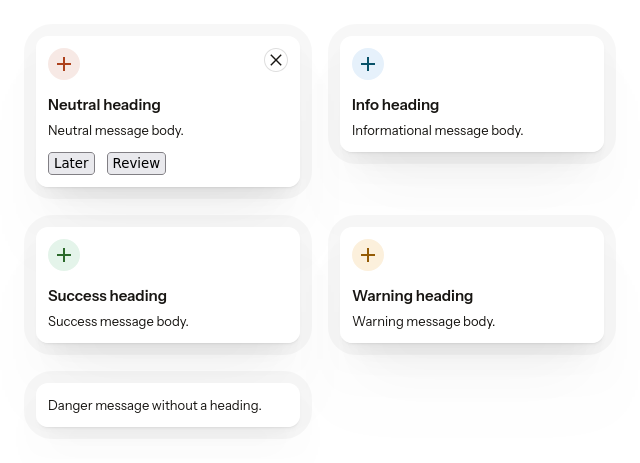 Neutral heading
Neutral message body.
Later Review
Info heading
Informational message body.
Success heading
Success message body.
Warning heading
Warning message body.
Danger message without a heading.